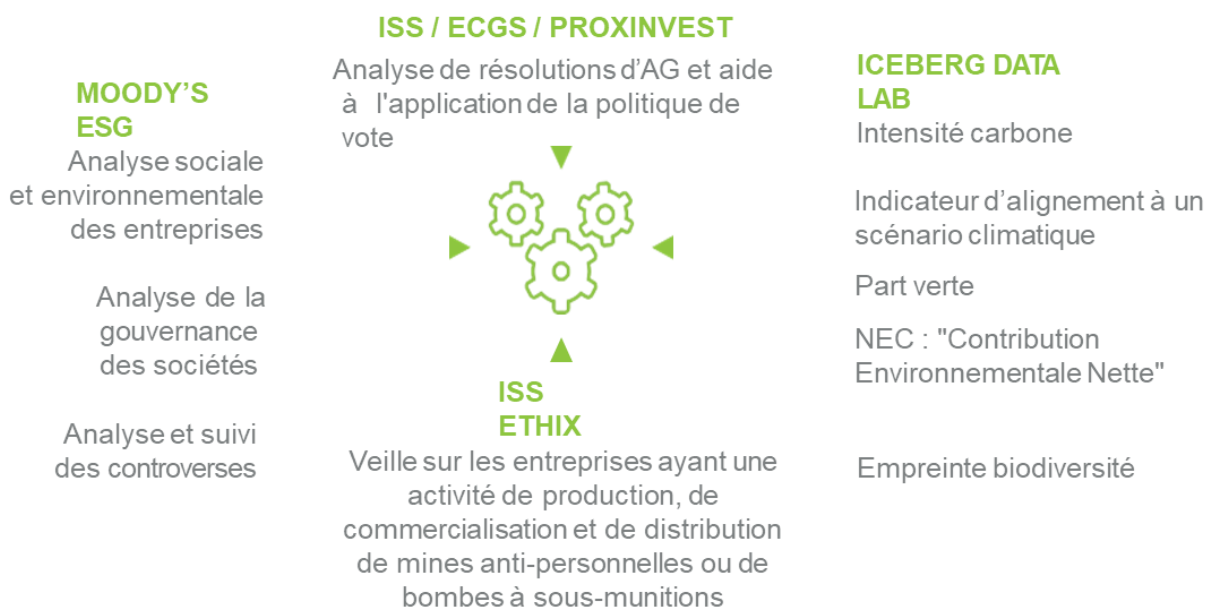 ISS / ECGS / PROXINVEST
Analyse de résolutions d'AG et aide
à l'application de la politique de
vote
MOODY'S
ESG
Analyse sociale
et environnementale
des entreprises
Analyse de la
gouvernance
des sociétés
Analyse et suivi
des controverses
ICEBERG DATA
LAB
Intensité carbone
Indicateur d'alignement à un
scénario climatique
Part verte
NEC : "Contribution
Environnementale Nette"
Empreinte biodiversité
ISS
ETHIX
Veille sur les entreprises ayant une
activité de production, de
commercialisation et de distribution
de mines anti-personnelles ou de
bombes à sous-munitions